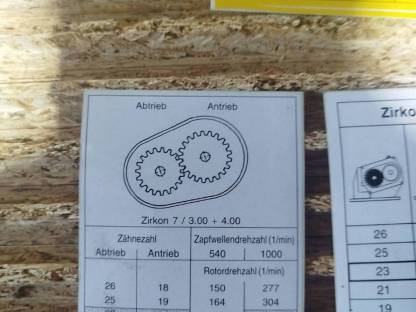 Abtrieb Antrieb
Zirkon 7 / 3.00 + 4.00
Zähnezahl Zapfwellendrehzahl (1/min)
Abtrieb Antrieb 540 1000
Rotordrehzahl (1/min)
26 18 150 277
25 19 164 304
Zirko
26
25
23
21
19